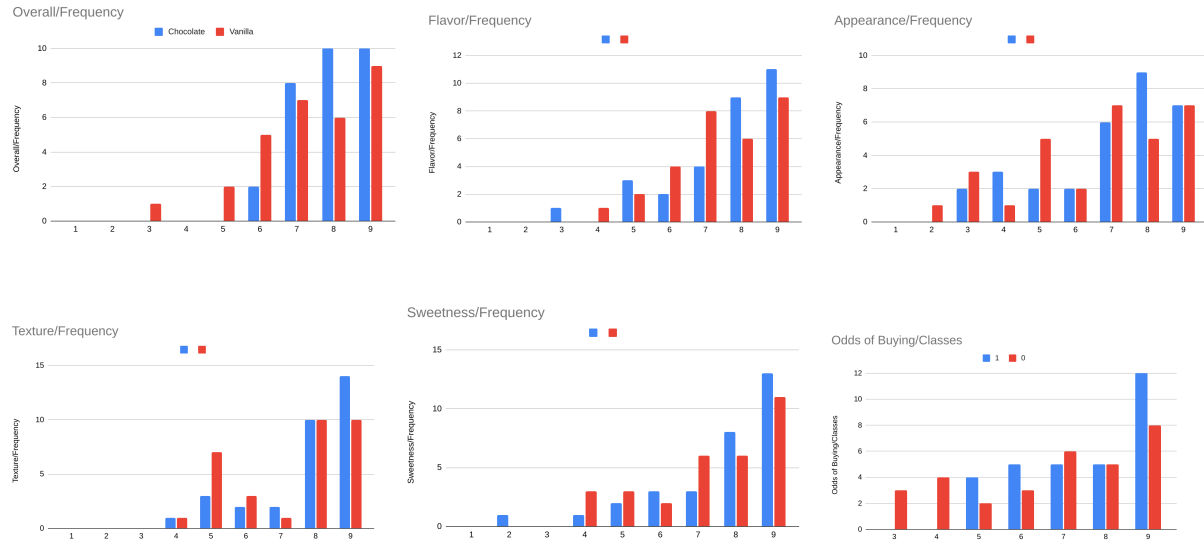 Overall/Frequency
Chocolate Vanilla
Overall/Frequency
10
8
6
4
2
0
1 2 3 4 5 6 7 8 9
Flavor/Frequency
Flavor/Frequency
12
10
8
6
4
2
0
1 2 3 4 5 6 7 8 9
Appearance/Frequency
Appearance/Frequency
10
8
6
4
2
0
1 2 3 4 5 6 7 8 9
Texture/Frequency
Texture/Frequency
15
10
5
0
1 2 3 4 5 6 7 8 9
Sweetness/Frequency
Sweetness/Frequency
15
10
5
0
1 2 3 4 5 6 7 8 9
Odds of Buying/Classes
1 0
Odds of Buying/Classes
12
10
8
6
4
2
0
3 4 5 6 7 8 9